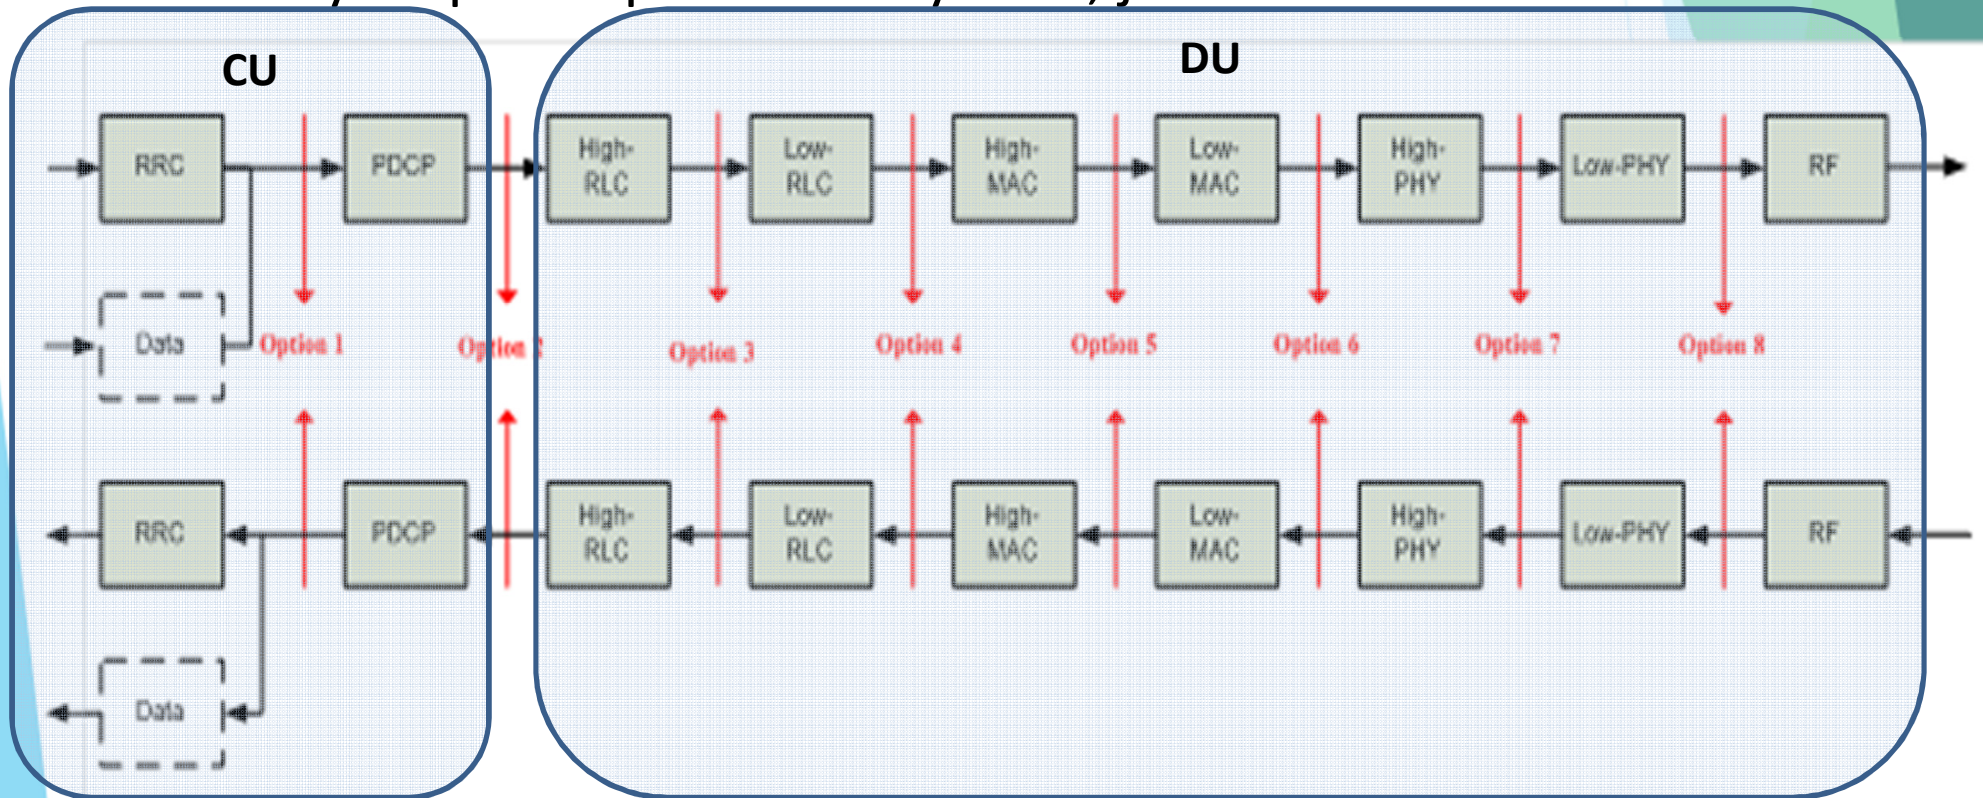 CU
DU
RRC
PDCP
High-
RLC
Low-
RLC
High-
MAC
Low-
MAC
High-
PHY
Low-PHY
RF
Data
Option 1
Option
Option 3
Option 4
Option 5
Option 6
Option 7
Option 8
RRC
PDCP
High-
RLC
Low-
RLC
High-
MAC
Low-
MAC
High-
PHY
Low-PHY
RF
Data